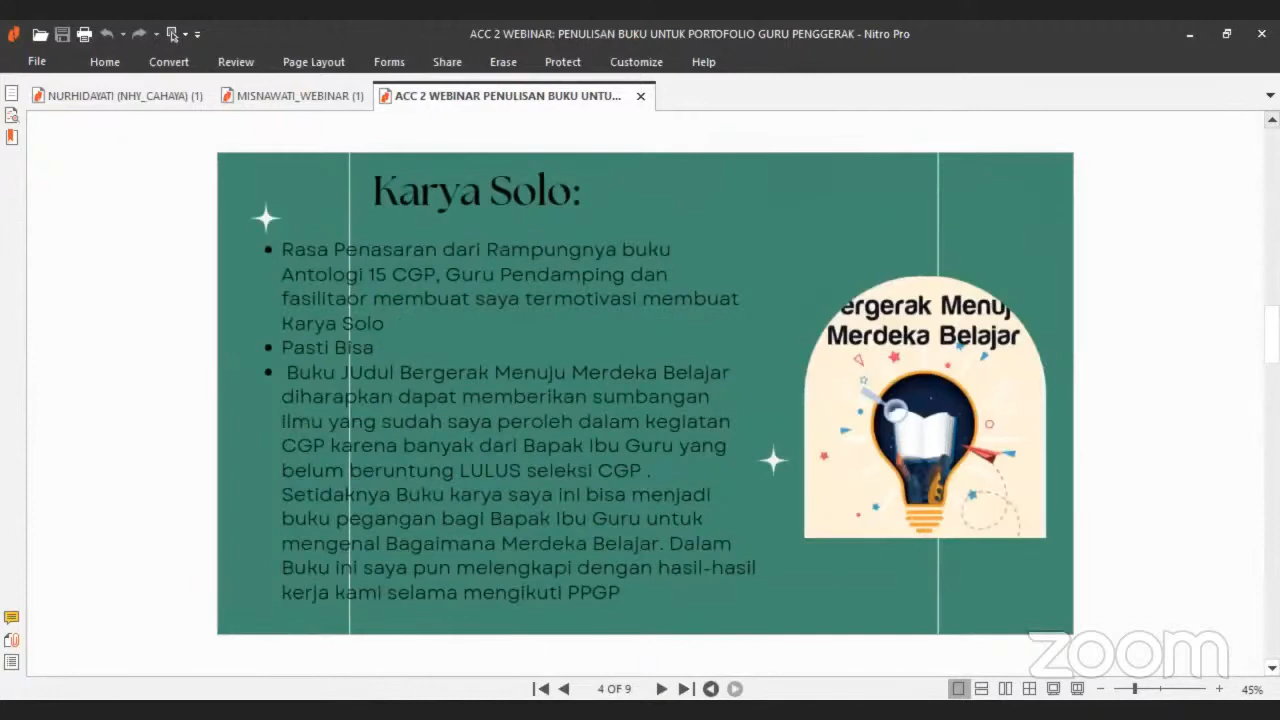 ACC 2 WEBINAR: PENULISAN BUKU UNTUK PORTOFOLIO GURU PENGGERAK - Nitro Pro
File Home Convert Review Page Layout Forms Share Erase Protect Customize Help
NURHIDAYATI (NHY_CAHAYA) (1) MISNAWATI_WEBINAR (1) ACC 2 WEBINAR PENULISAN BUKU UNTU...
Karya Solo:
• Rasa Penasaran dari Rampungnya buku
Antologi 15 CGP, Guru Pendamping dan
fasilitaor membuat saya termotivasi membuat
Karya Solo
• Pasti Bisa
• Buku JUdul Bergerak Menuju Merdeka Belajar
diharapkan dapat memberikan sumbangan
ilmu yang sudah saya peroleh dalam kegiatan
CGP karena banyak dari Bapak Ibu Guru yang
belum beruntung LULUS seleksi CGP .
Setidaknya Buku karya saya ini bisa menjadi
buku pegangan bagi Bapak Ibu Guru untuk
mengenal Bagaimana Merdeka Belajar. Dalam
Buku ini saya pun melengkapi dengan hasil-hasil
kerja kami selama mengikuti PPGP
ergerak Menuj
Merdeka Belajar
zoom
4 OF 9
45%